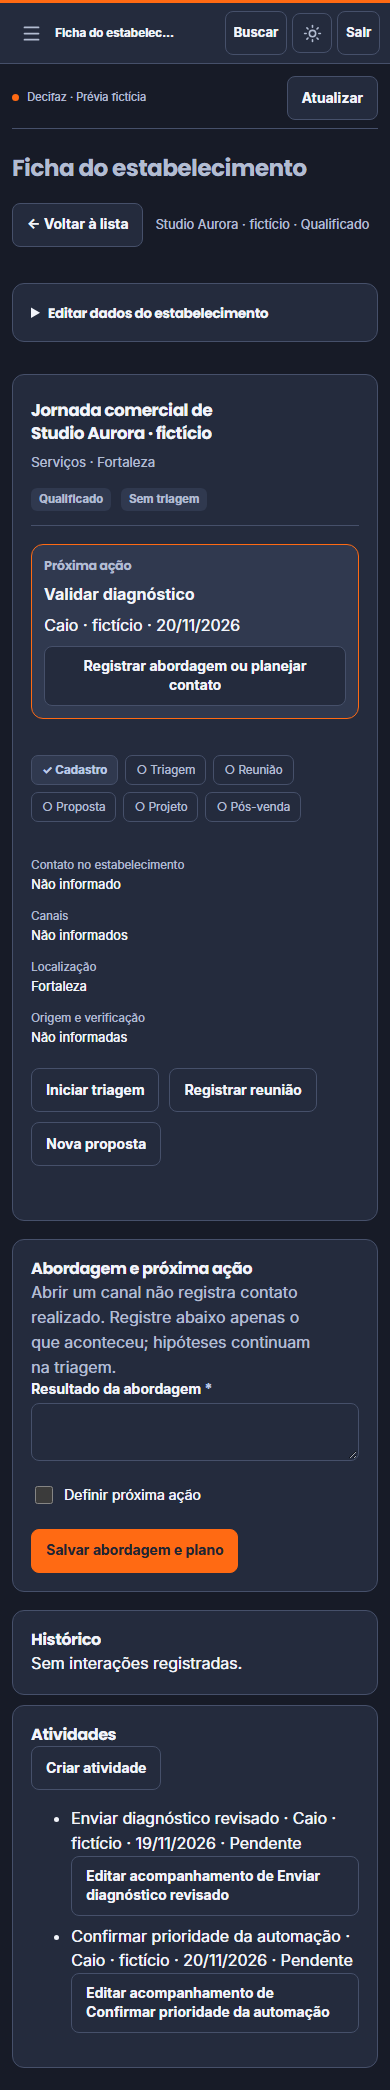 Ficha do estabelec...
Buscar
Sair
Decifaz · Prévia fictícia
Atualizar
Ficha do estabelecimento
← Voltar à lista
Studio Aurora · fictício · Qualificado
▶ Editar dados do estabelecimento
Jornada comercial de
Studio Aurora · fictício
Serviços · Fortaleza
Qualificado
Sem triagem
Próxima ação
Validar diagnóstico
Caio · fictício · 20/11/2026
Registrar abordagem ou planejar
contato
✓ Cadastro
○ Triagem
○ Reunião
○ Proposta
○ Projeto
○ Pós-venda
Contato no estabelecimento
Não informado
Canais
Não informados
Localização
Fortaleza
Origem e verificação
Não informadas
Iniciar triagem
Registrar reunião
Nova proposta
Abordagem e próxima ação
Abrir um canal não registra contato
realizado. Registre abaixo apenas o
que aconteceu; hipóteses continuam
na triagem.
Resultado da abordagem *
Definir próxima ação
Salvar abordagem e plano
Histórico
Sem interações registradas.
Atividades
Criar atividade
• Enviar diagnóstico revisado · Caio ·
fictício · 19/11/2026 · Pendente
Editar acompanhamento de Enviar
diagnóstico revisado
• Confirmar prioridade da automação ·
Caio · fictício · 20/11/2026 · Pendente
Editar acompanhamento de
Confirmar prioridade da automação